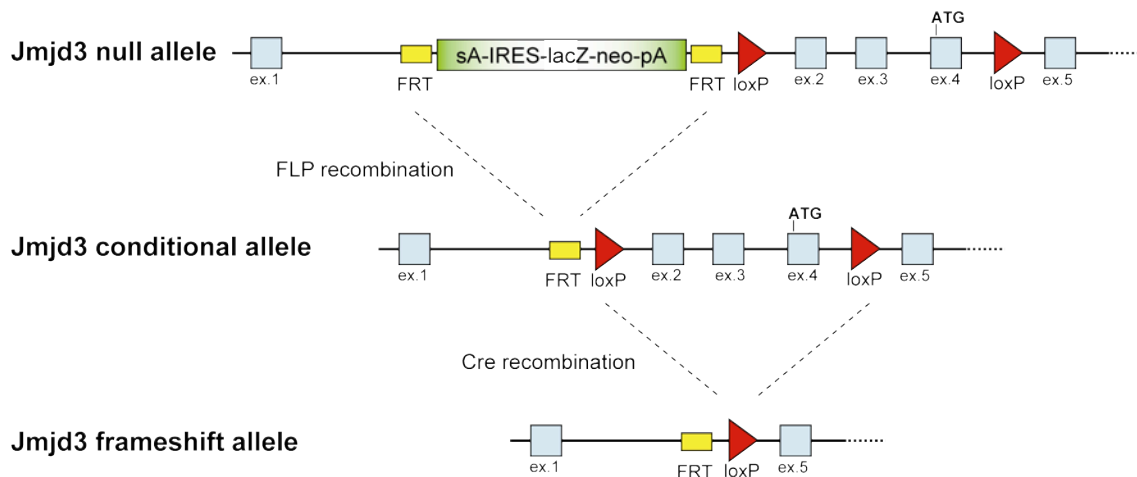 ATG
Jmjd3 null allele
sA-IRES-lacZ-neo-pA
ex.1
FRT
FRT
loxP
ex.2
ex.3
ex.4
loxP
ex.5
FLP recombination
ATG
Jmjd3 conditional allele
ex.1
FRT
loxP
ex.2
ex.3
ex.4
loxP
ex.5
Cre recombination
Jmjd3 frameshift allele
ex.1
FRT
loxP
ex.5